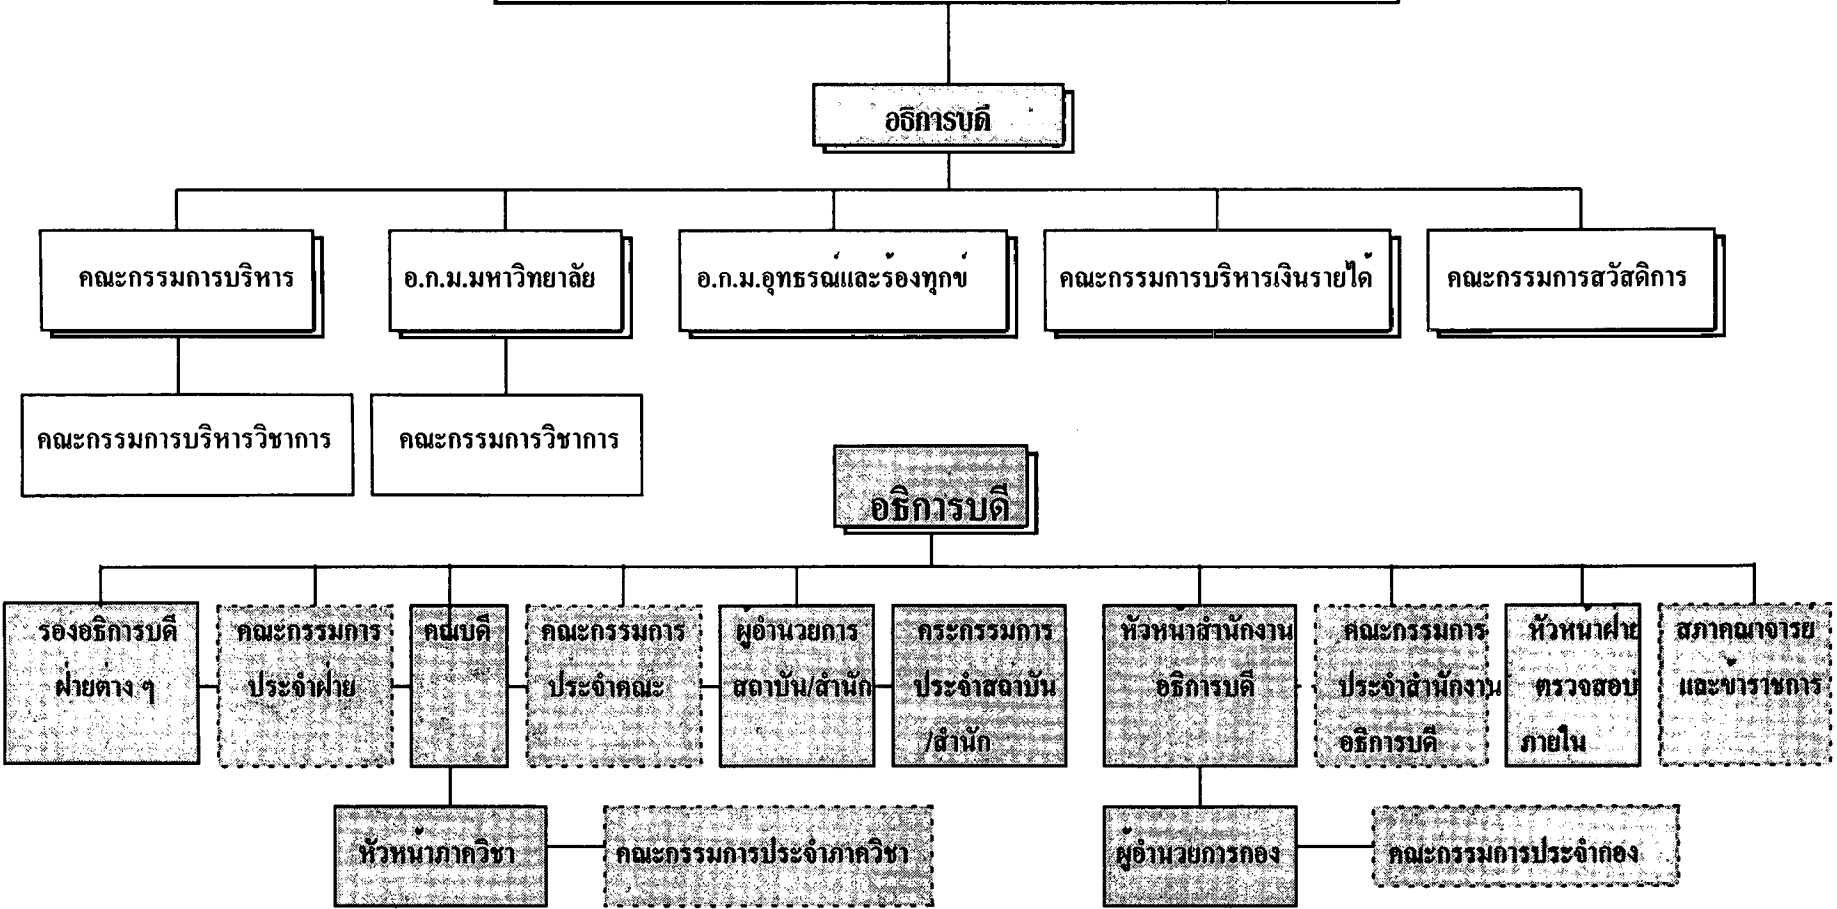 อธิการบดี
คณะกรรมการบริหาร
อ.ก.ม.มหาวิทยาลัย
อ.ก.ม.อุทธรณ์และร้องทุกข์
คณะกรรมการบริหารเงินรายได้
คณะกรรมการสวัสดิการ
คณะกรรมการบริหารวิชาการ
คณะกรรมการวิชาการ
อธิการบดี
รองอธิการบดี
ฝ่ายต่าง ๆ
คณะกรรมการ
ประจำฝ่าย
คณบดี
คณะกรรมการ
ประจำคณะ
ผู้อำนวยการ
สถาบัน/สำนัก
คระกรรมการ
ประจำสถาบัน
/สำนัก
หัวหน้าสำนักงาน
อธิการบดี
คณะกรรมการ
ประจำสำนักงาน
อธิการบดี
หัวหน้าฝ่าย
ตรวจสอบ
ภายใน
สภาคณาจารย์
และข้าราชการ
หัวหน้าภาควิชา
คณะกรรมการประจำภาควิชา
ผู้อำนวยการกอง
คณะกรรมการประจำกอง